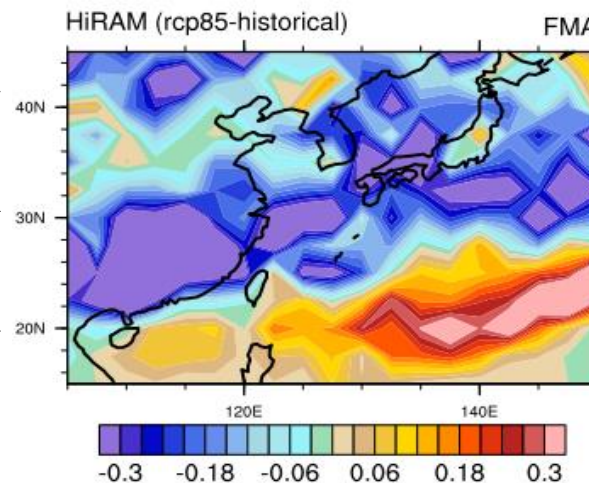 HiRAM (rcp85-historical) FMA
40N
30N
20N
120E 140E
-0.3 -0.18 -0.06 0.06 0.18 0.3